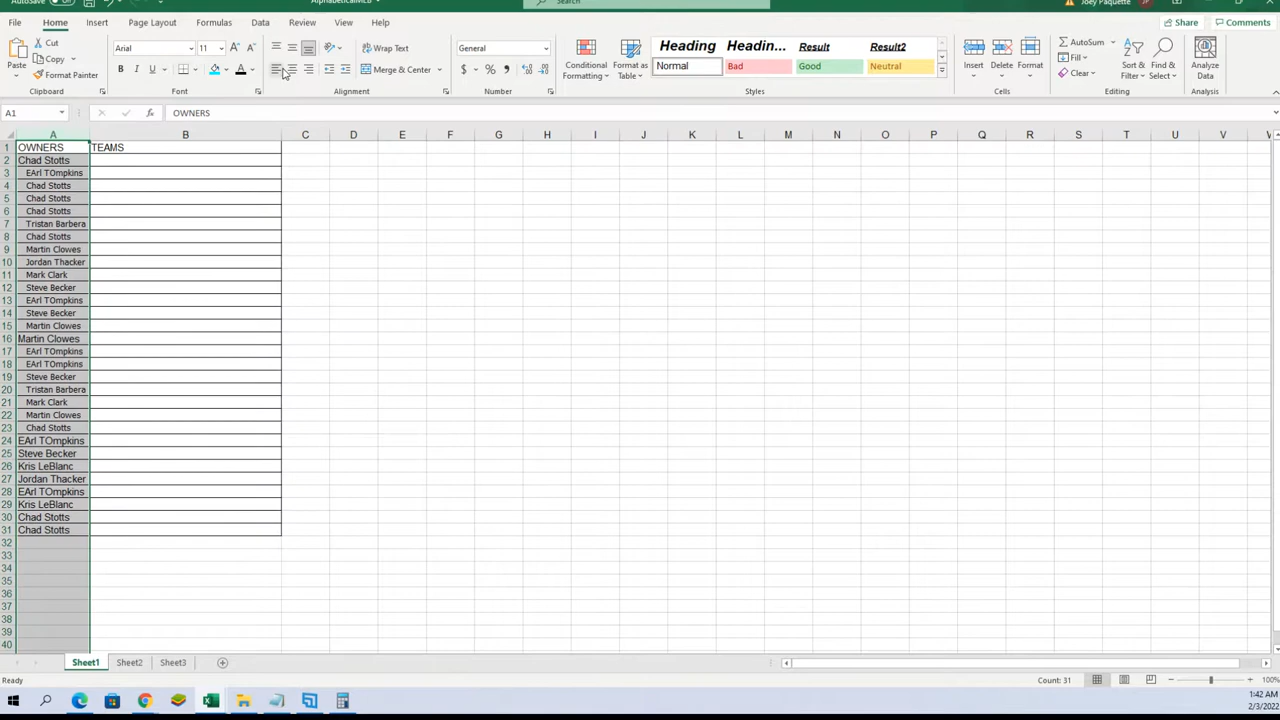 AutoSave
AlphabeticalMLB
Search
Joey Paquette
JP
File Home Insert Page Layout Formulas Data Review View Help
Share Comments
Cut
Copy
Format Painter
Paste
Clipboard
Arial 11
B I U
Font
Wrap Text
Merge & Center
Alignment
General
$ % ,
Number
Conditional Formatting
Format as Table
Heading Headin... Result Result2
Normal Bad Good Neutral
Styles
Insert Delete Format
Cells
AutoSum
Fill
Clear
Sort & Filter
Find & Select
Editing
Analyze Data
Analysis
A1 fx OWNERS
A B C D E F G H I J K L M N O P Q R S T U V
1 OWNERS TEAMS
2 Chad Stotts
3 EArl TOmpkins
4 Chad Stotts
5 Chad Stotts
6 Chad Stotts
7 Tristan Barbera
8 Chad Stotts
9 Martin Clowes
10 Jordan Thacker
11 Mark Clark
12 Steve Becker
13 EArl TOmpkins
14 Steve Becker
15 Martin Clowes
16 Martin Clowes
17 EArl TOmpkins
18 EArl TOmpkins
19 Steve Becker
20 Tristan Barbera
21 Mark Clark
22 Martin Clowes
23 Chad Stotts
24 EArl TOmpkins
25 Steve Becker
26 Kris LeBlanc
27 Jordan Thacker
28 EArl TOmpkins
29 Kris LeBlanc
30 Chad Stotts
31 Chad Stotts
32
33
34
35
36
37
38
39
40
Sheet1 Sheet2 Sheet3
Ready
Count: 31
100%
1:42 AM
2/3/2022